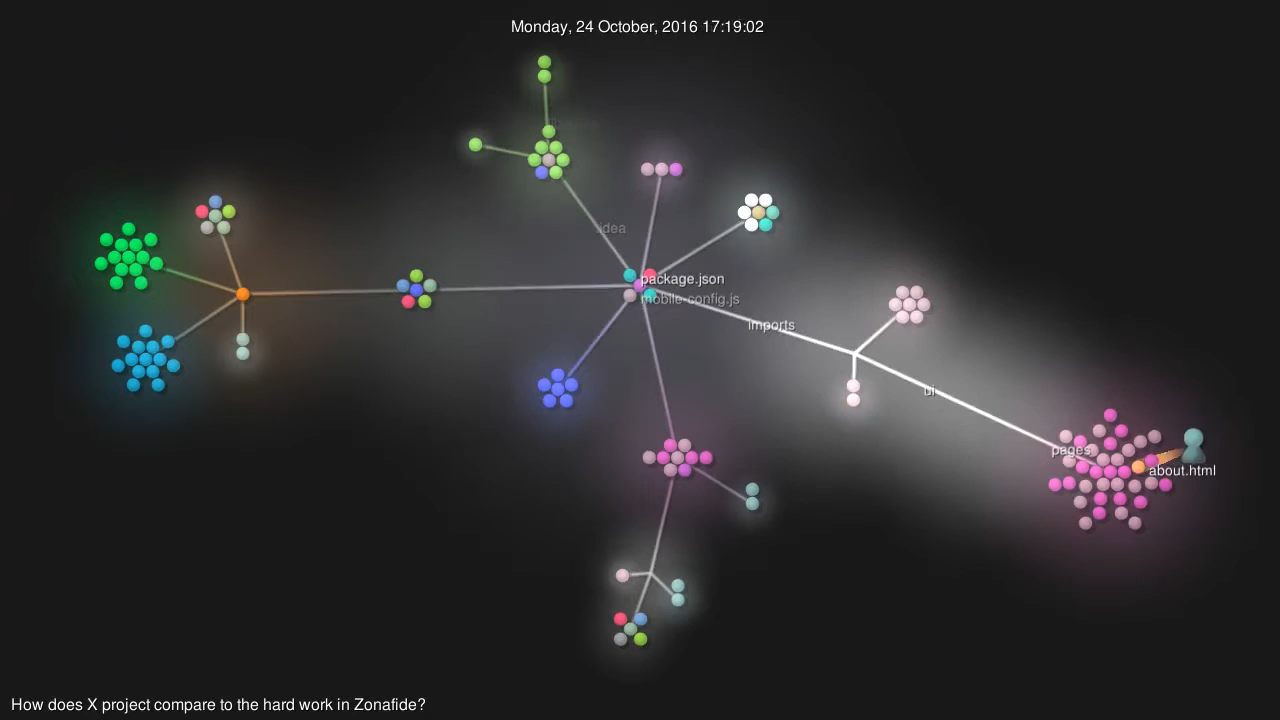 Monday, 24 October, 2016 17:19:02
.idea
package.json
mobile-config.js
imports
ui
pages
about.html
How does X project compare to the hard work in Zonafide?